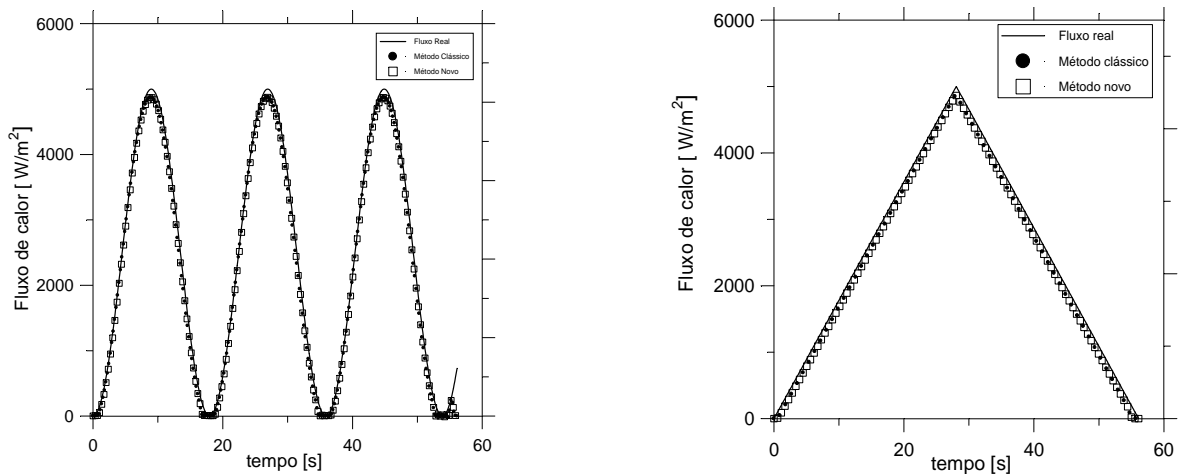 6000
Fluxo Real
Método Clássico
Método Novo
4000
2000
0
Fluxo de calor [ W/m²]
0 20 40 60
tempo [s]
6000
Fluxo real
Método clássico
Método novo
4000
2000
0
Fluxo de calor [ W/m²]
0 20 40 60
tempo [s]